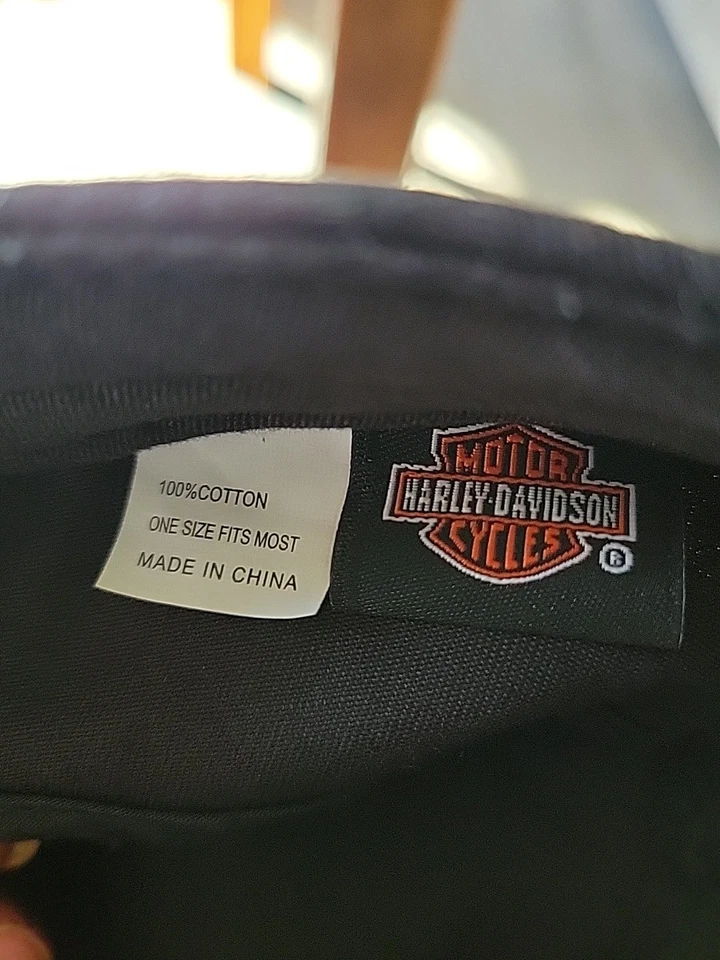 100%COTTON
ONE SIZE FITS MOST
MADE IN CHINA
MOTOR
HARLEY-DAVIDSON
CYCLES
®